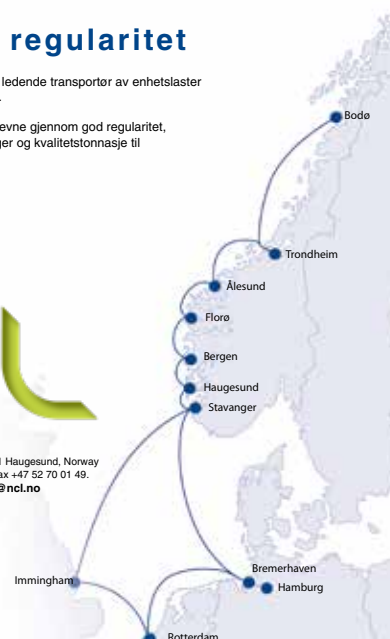 regularitet
ledende transportør av enhetslaster
evne gjennom god regularitet,
ger og kvalitetstonnasje til
Bodø
Trondheim
Ålesund
Florø
Bergen
Haugesund
Stavanger
Haugesund, Norway
ax +47 52 70 01 49.
@ncl.no
Bremerhaven
Immingham
Hamburg
Rotterdam